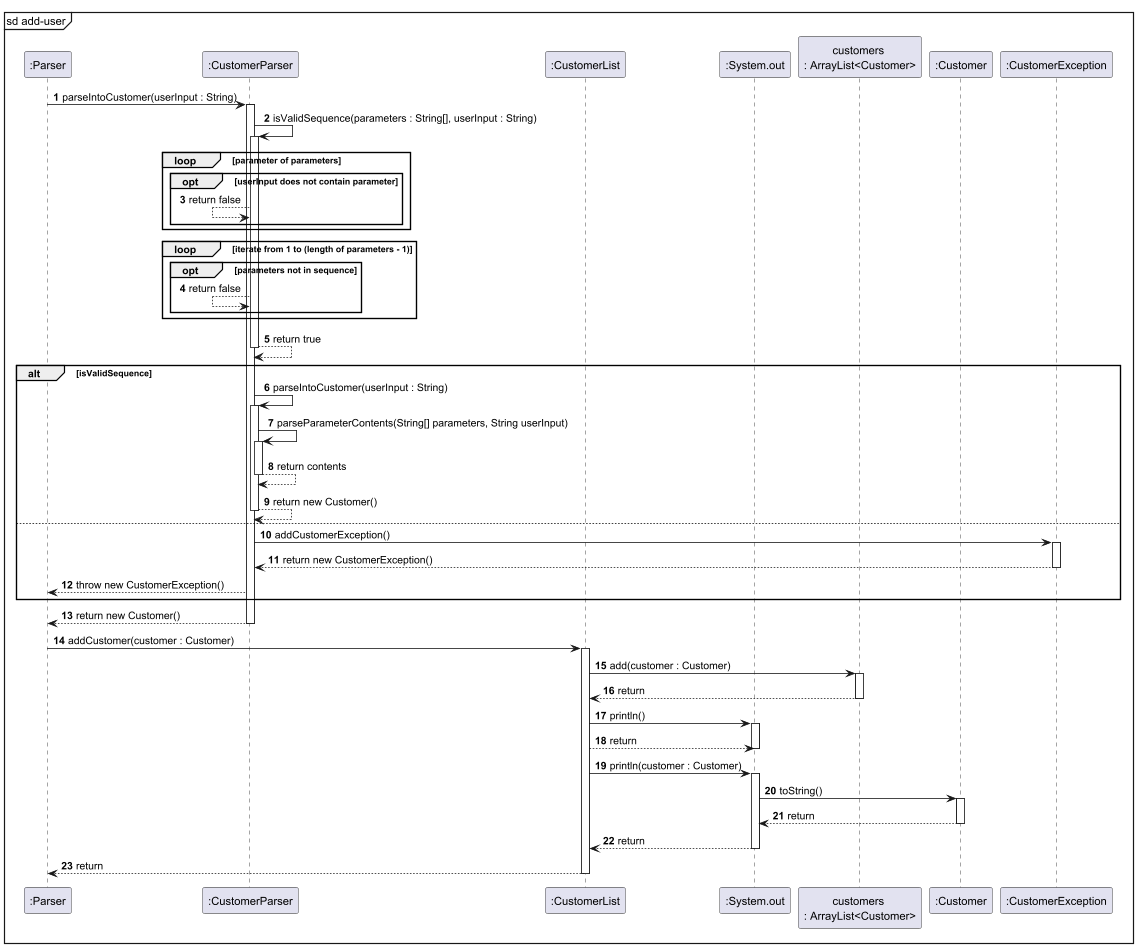 sd add-user
:Parser
:CustomerParser
:CustomerList
:System.out
customers
: ArrayList<Customer>
:Customer
:CustomerException
1 parseIntoCustomer(userInput : String)
2 isValidSequence(parameters : String[], userInput : String)
loop [parameter of parameters]
opt [userInput does not contain parameter]
3 return false
loop [iterate from 1 to (length of parameters - 1)]
opt [parameters not in sequence]
4 return false
5 return true
alt [isValidSequence]
6 parseIntoCustomer(userInput : String)
7 parseParameterContents(String[] parameters, String userInput)
8 return contents
9 return new Customer()
10 addCustomerException()
11 return new CustomerException()
12 throw new CustomerException()
13 return new Customer()
14 addCustomer(customer : Customer)
15 add(customer : Customer)
16 return
17 println()
18 return
19 println(customer : Customer)
20 toString()
21 return
22 return
23 return
:Parser
:CustomerParser
:CustomerList
:System.out
customers
: ArrayList<Customer>
:Customer
:CustomerException